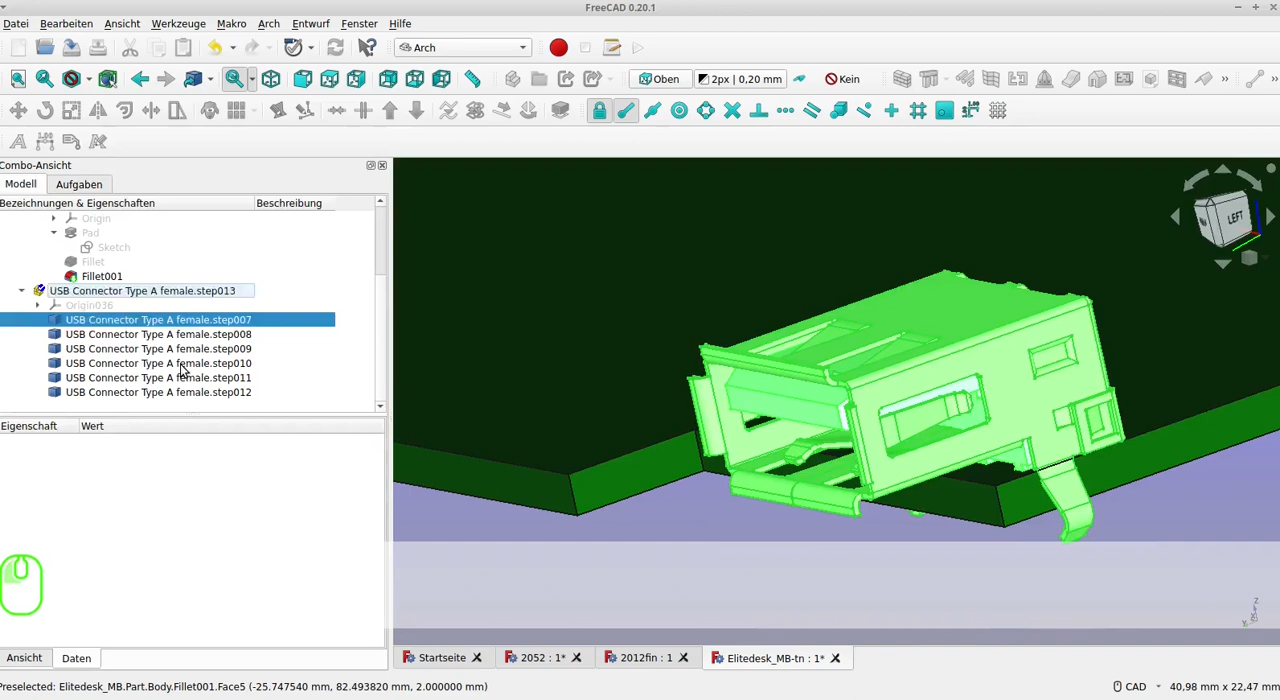 FreeCAD 0.20.1
Datei Bearbeiten Ansicht Werkzeuge Makro Arch Entwurf Fenster Hilfe
Arch
Oben 2px | 0,20 mm Kein
Combo-Ansicht
Modell Aufgaben
Bezeichnungen & Eigenschaften Beschreibung
Origin
Pad
Sketch
Fillet
Fillet001
USB Connector Type A female.step013
Origin036
USB Connector Type A female.step007
USB Connector Type A female.step008
USB Connector Type A female.step009
USB Connector Type A female.step010
USB Connector Type A female.step011
USB Connector Type A female.step012
LEFT
Eigenschaft Wert
Z
Ansicht Daten
Startseite 2052 : 1* 2012fin : 1 Elitedesk_MB-tn : 1*
Preselected: Elitedesk_MB.Part.Body.Fillet001.Face5 (-25.747540 mm, 82.493820 mm, 2.000000 mm) CAD 40,98 mm x 22,47 mm